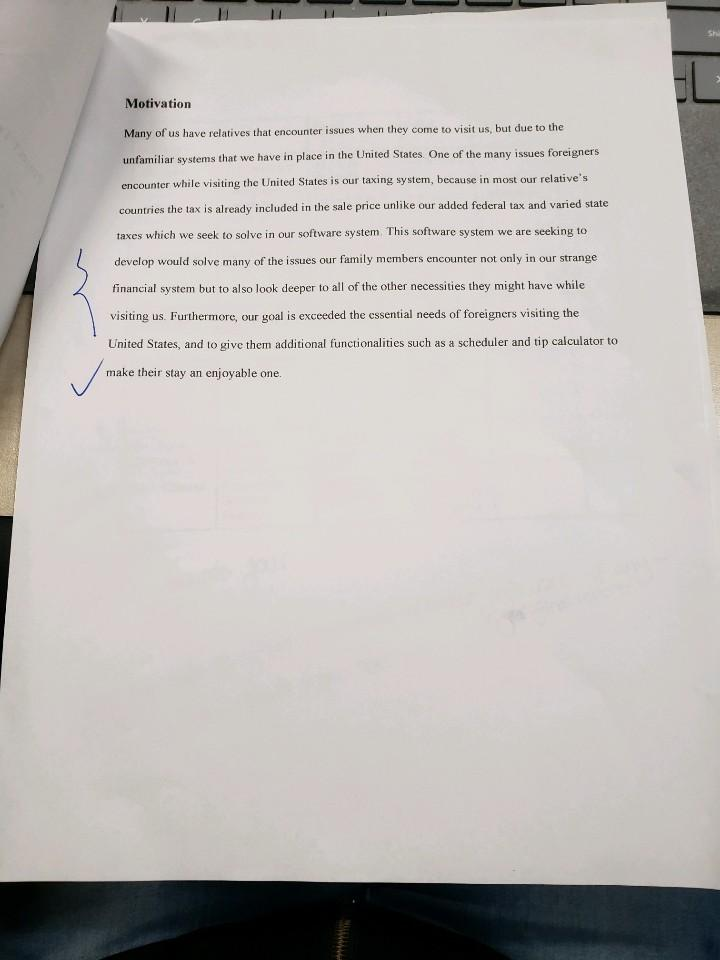 Motivation
Many of us have relatives that encounter issues when they come to visit us, but due to the
unfamiliar systems that we have in place in the United States. One of the many issues foreigners
encounter while visiting the United States is our taxing system, because in most our relative's
countries the tax is already included in the sale price unlike our added federal tax and varied state
taxes which we seek to solve in our software system. This software system we are seeking to
develop would solve many of the issues our family members encounter not only in our strange
financial system but to also look deeper to all of the other necessities they might have while
visiting us. Furthermore, our goal is exceeded the essential needs of foreigners visiting the
United States, and to give them additional functionalities such as a scheduler and tip calculator to
make their stay an enjoyable one.